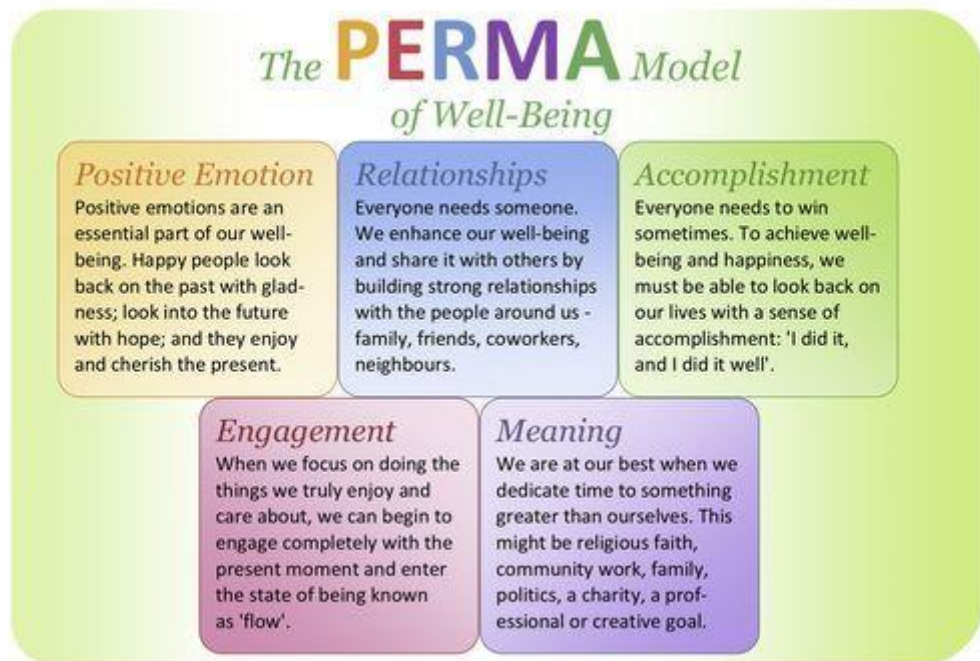 The PERMA Model
of Well-Being
Positive Emotion
Positive emotions are an
essential part of our well-
being. Happy people look
back on the past with glad-
ness; look into the future
with hope; and they enjoy
and cherish the present.
Relationships
Everyone needs someone.
We enhance our well-being
and share it with others by
building strong relationships
with the people around us -
family, friends, coworkers,
neighbours.
Accomplishment
Everyone needs to win
sometimes. To achieve well-
being and happiness, we
must be able to look back on
our lives with a sense of
accomplishment: 'I did it,
and I did it well'.
Engagement
When we focus on doing the
things we truly enjoy and
care about, we can begin to
engage completely with the
present moment and enter
the state of being known
as 'flow'.
Meaning
We are at our best when we
dedicate time to something
greater than ourselves. This
might be religious faith,
community work, family,
politics, a charity, a prof-
essional or creative goal.